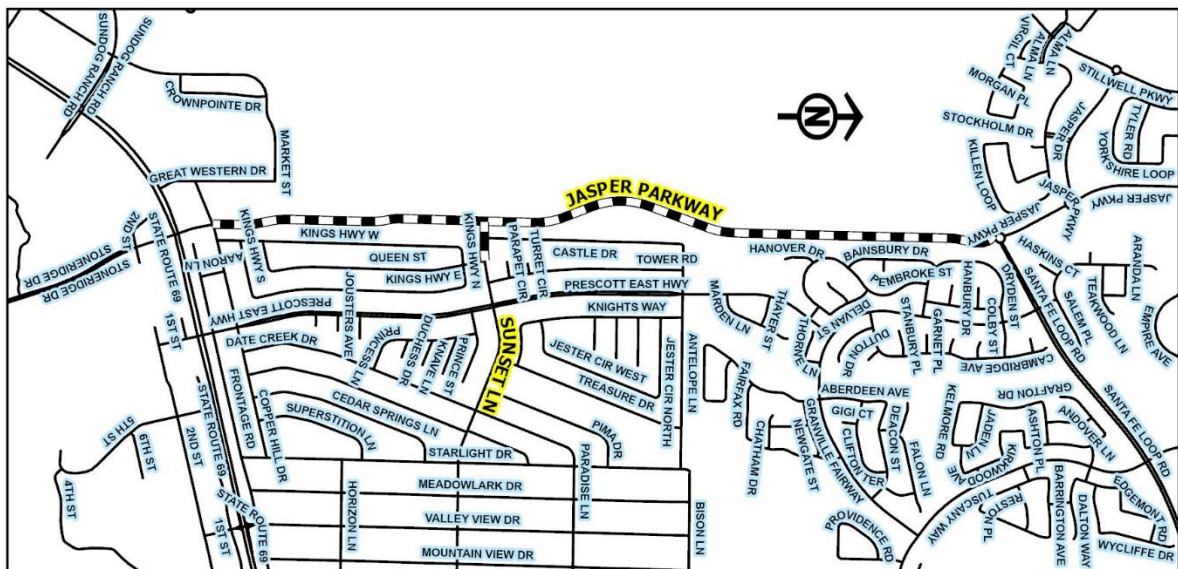 SUNDOG RANCH RD
SUNDOG RANCH RD
CROWNPOINTE DR
MARKET ST
GREAT WESTERN DR
2ND ST
STATE ROUTE 69
STONERIDGE DR
STONERIDGE DR
AARON LN
KINGS HWY S
KINGS HWY W
QUEEN ST
KINGS HWY E
KINGS HWY N
PARAPET CIR
TURRET CIR
JASPER PARKWAY
CASTLE DR
TOWER RD
PRESCOTT EAST HWY
PRESCOTT EAST HWY
KNIGHTS WAY
1ST ST
DATE CREEK DR
JOUSTERS AVE
PRINCESS LN
DUCHESS DR
KNAVE LN
PRINCE ST
SUNSET LN
JESTER CIR WEST
TREASURE DR
JESTER CIR NORTH
ANTELOPE LN
STATE ROUTE 69
FRONTAGE RD
COPPER HILL DR
SUPERSTITION LN
CEDAR SPRINGS LN
STARLIGHT DR
PIMA DR
PARADISE LN
5TH ST
6TH ST
2ND ST
4TH ST
STATE ROUTE 69
1ST ST
HORIZON LN
MEADOWLARK DR
VALLEY VIEW DR
MOUNTAIN VIEW DR
BISON LN
N
VIRGIL CT
ALMA LN
ALMA LN
STILLWELL PKWY
MORGAN PL
STOCKHOLM DR
JASPER DR
TYLER RD
YORKSHIRE LOOP
KILLEN LOOP
JASPER PKWY
JASPER PKWY
JASPER PKWY
HANOVER DR
BAINSBURY DR
PEMBROKE ST
HANBURY DR
DRYDEN ST
COLBY ST
HASKINS CT
SANTA FE LOOP RD
SALEM PL
TEAKWOOD LN
ARANDA LN
EMPIRE AVE
MARDEN LN
THAYER ST
THORNE LN
DELVAN ST
DUTTON DR
STANBURY PL
GARNET PL
CAMBRIDGE AVE
FAIRFAX RD
CHATHAM DR
ABERDEEN AVE
GIGI CT
CLIFTON TER
DEACON ST
FALON LN
NEWGATE ST
GRANVILLE FAIRWAY
PROVIDENCE RD
KELMORE RD
GRAFTON DR
JADEN LN
ASHTON PL
ANDOVER LN
SANTA FE LOOP RD
KIRKWOOD AVE
TUSCANY WAY
RESTON PL
BARRINGTON AVE
DALTON WAY
EDGEMONT RD
WYCLIFFE DR